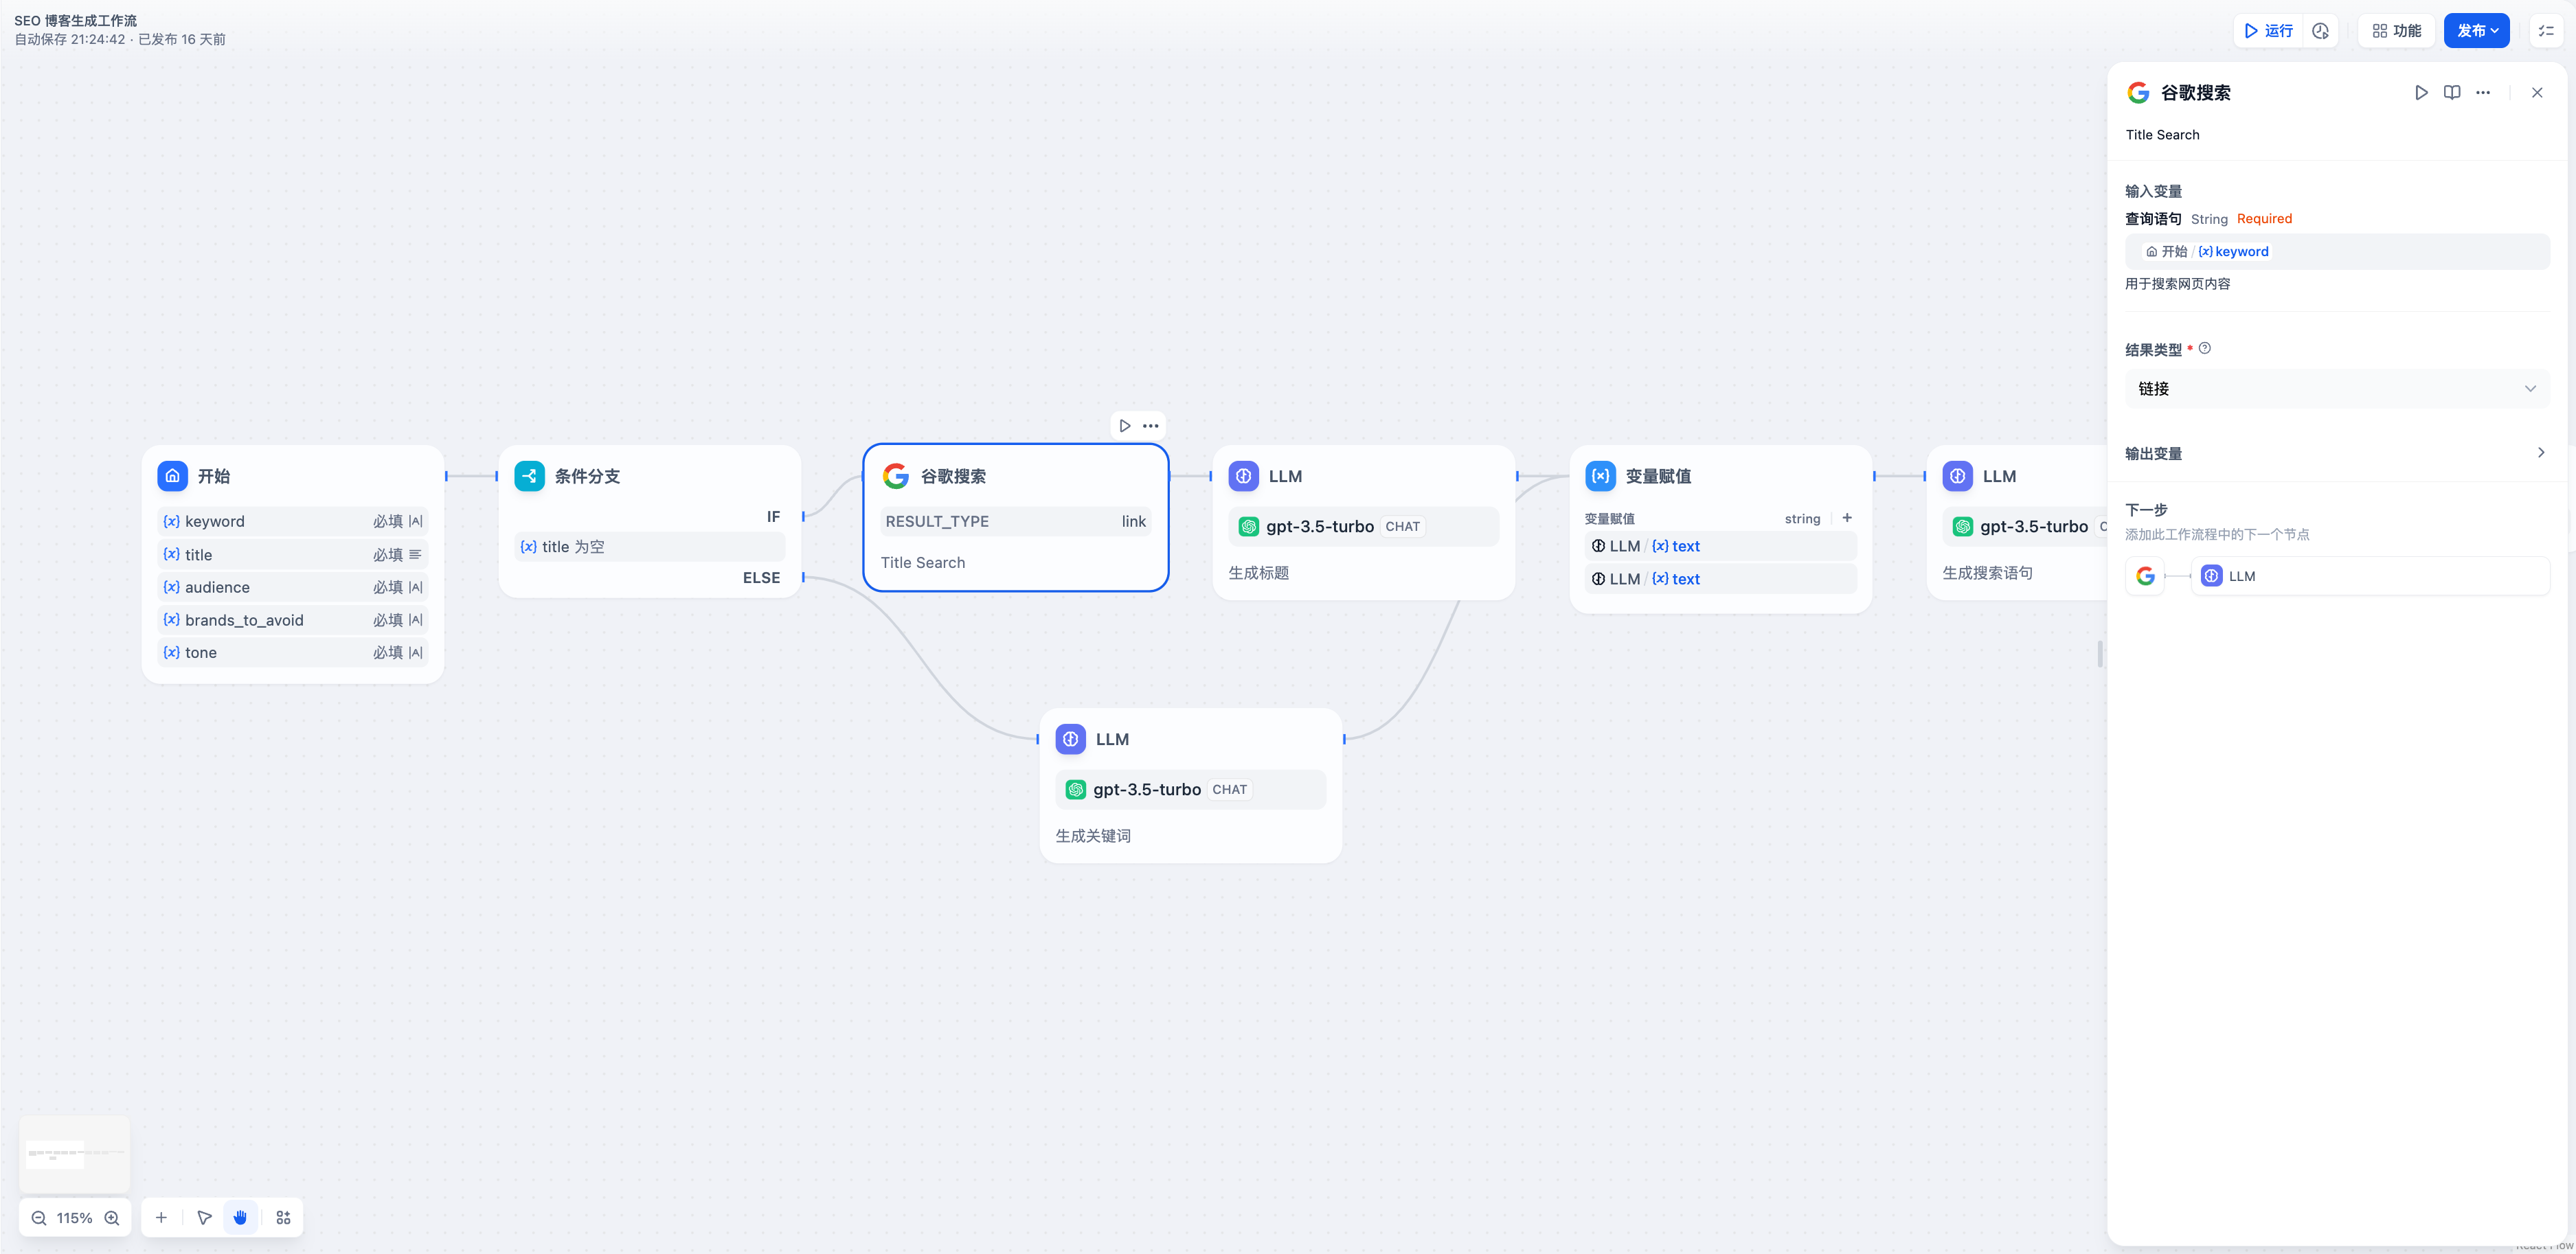 SEO 博客生成工作流
自动保存 21:24:42 · 已发布 16 天前
运行
功能
发布
开始
{x} keyword 必填
{x} title 必填
{x} audience 必填
{x} brands_to_avoid 必填
{x} tone 必填
条件分支
IF
{x} title 为空
ELSE
谷歌搜索
RESULT_TYPE link
Title Search
LLM
gpt-3.5-turbo CHAT
生成标题
LLM
gpt-3.5-turbo CHAT
生成关键词
变量赋值
变量赋值 string +
LLM / {x} text
LLM / {x} text
LLM
gpt-3.5-turbo
生成搜索语句
谷歌搜索
Title Search
输入变量
查询语句 String Required
开始 / {x} keyword
用于搜索网页内容
结果类型 *
链接
输出变量
下一步
添加此工作流程中的下一个节点
LLM
115%
React Flow